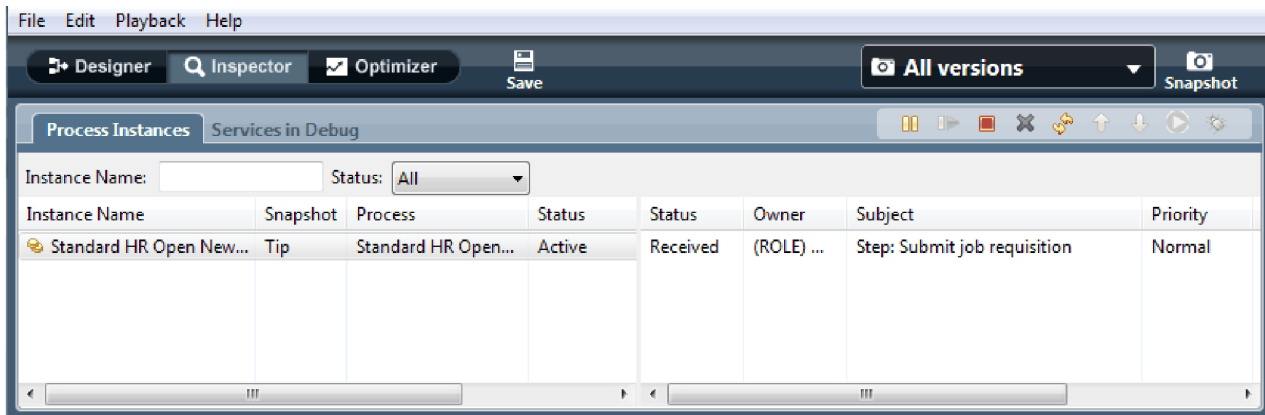 File Edit Playback Help
Designer Inspector Optimizer Save All versions Snapshot
Process Instances Services in Debug
Instance Name: Status: All
Instance Name Snapshot Process Status Status Owner Subject Priority
Standard HR Open New... Tip Standard HR Open... Active Received (ROLE) ... Step: Submit job requisition Normal